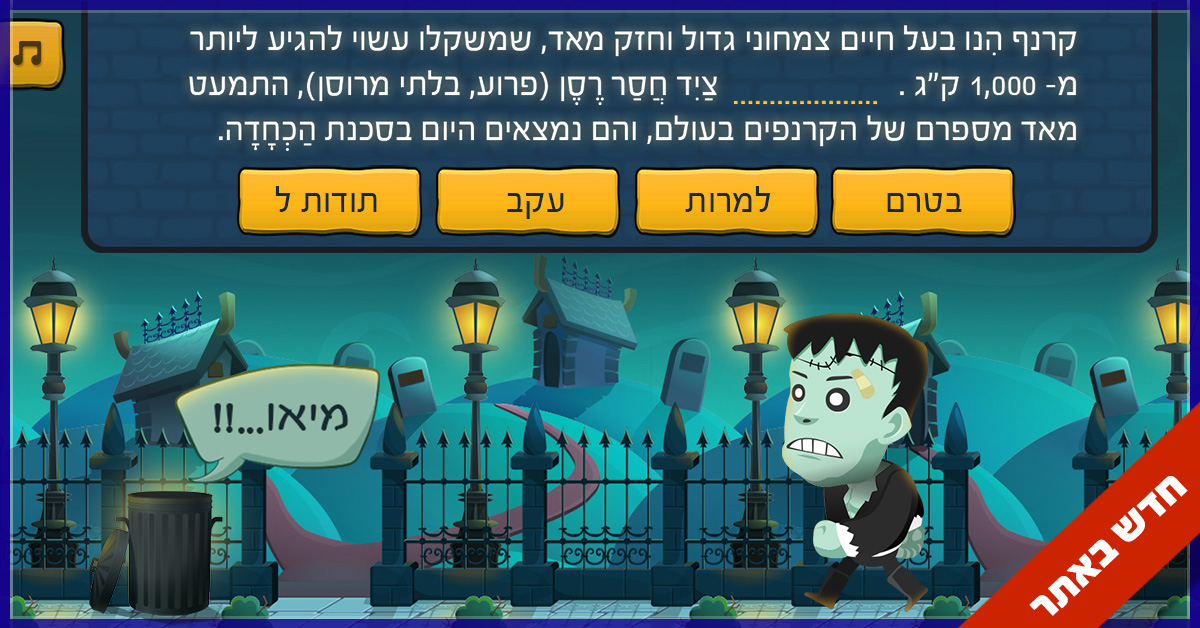 קרנף הִנו בעל חיים צמחוני גדול וחזק מאד, שמשקלו עשוי להגיע ליותר
מ- 1,000 ק"ג . .................... צַיִד חֲסַר רֶסֶן (פרוע, בלתי מרוסן), התמעט
מאד מספרם של הקרנפים בעולם, והם נמצאים היום בסכנת הַכְחָדָה.
בטרם
למרות
עקב
תודות ל
מיאו...!!
חדש באתר